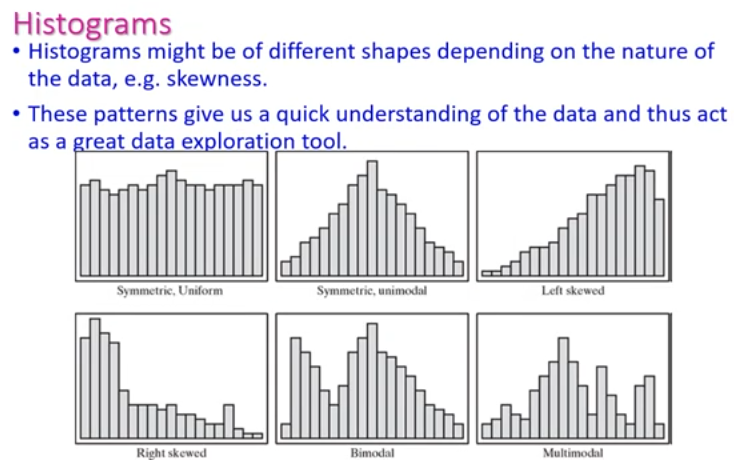 Histograms
• Histograms might be of different shapes depending on the nature of
the data, e.g. skewness.
• These patterns give us a quick understanding of the data and thus act
as a great data exploration tool.
Symmetric, Uniform
Symmetric, unimodal
Left skewed
Right skewed
Bimodal
Multimodal